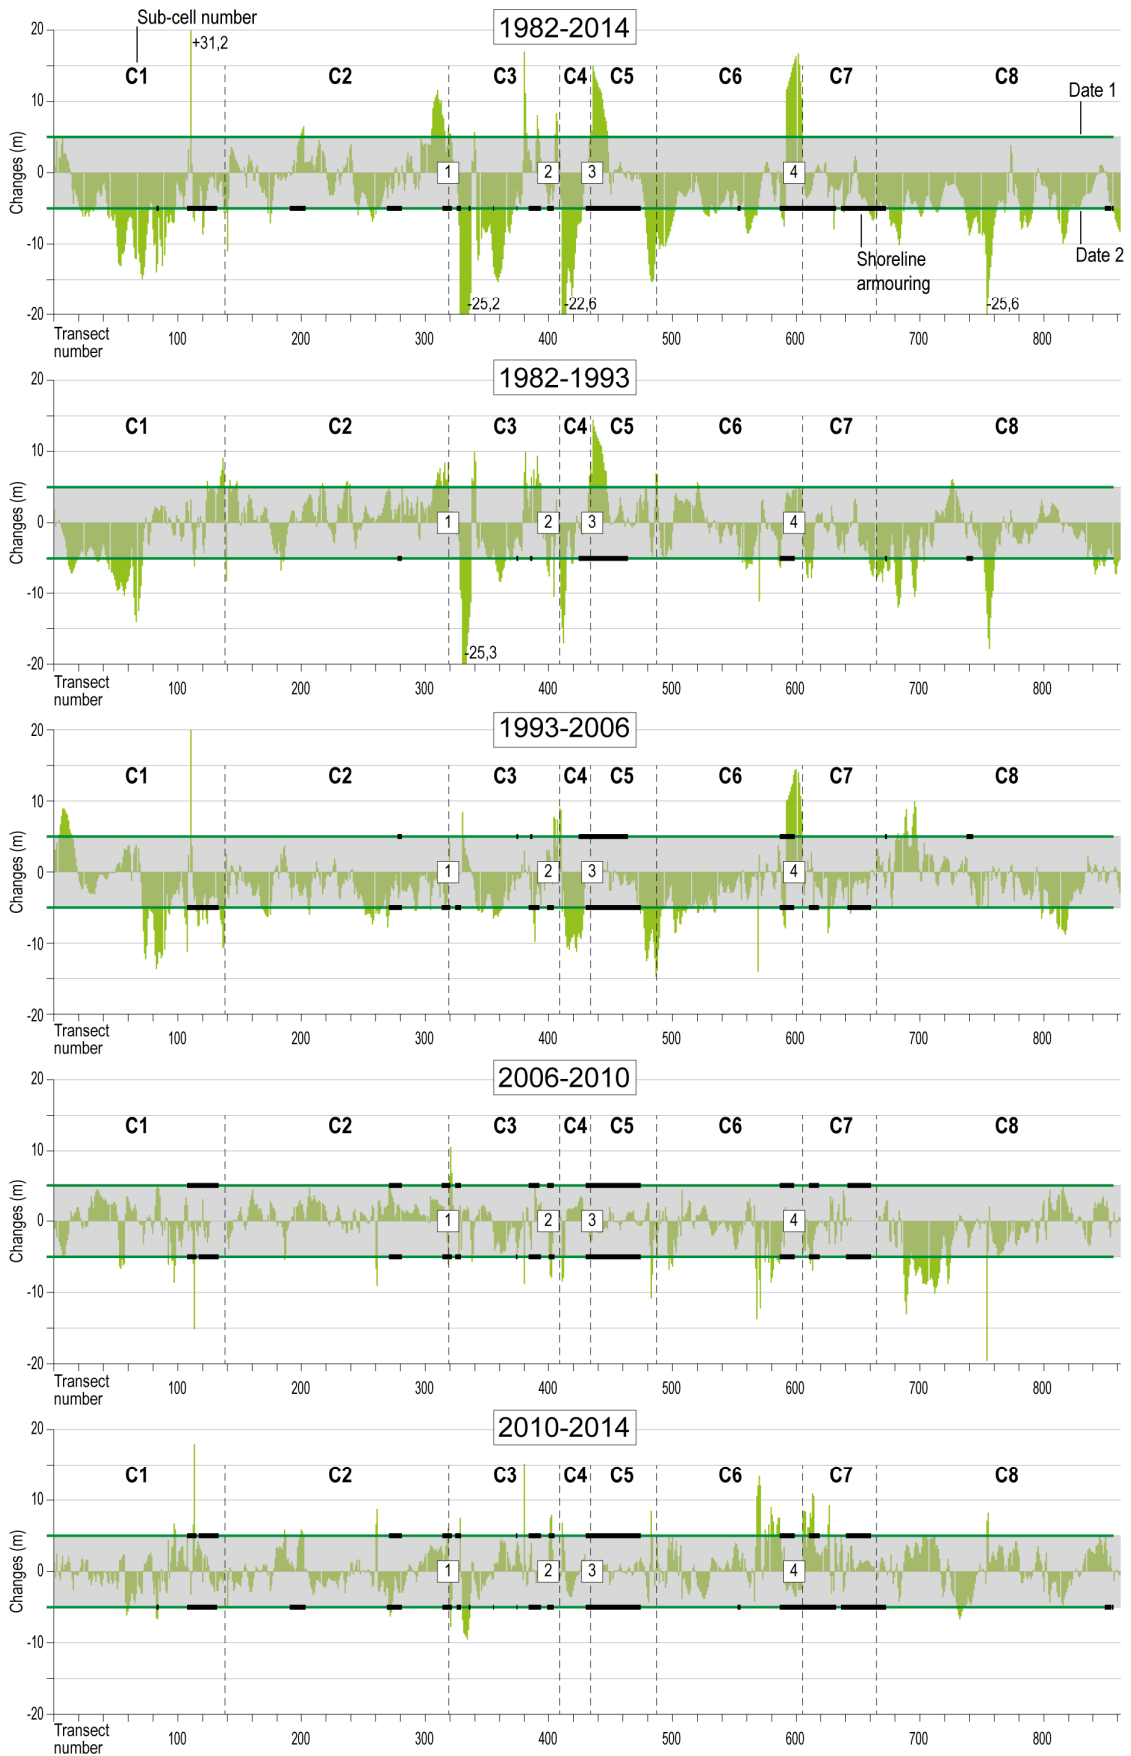 1982-2014
Sub-cell number
+31,2
C1 C2 C3 C4 C5 C6 C7 C8
Date 1
20
10
0
-10
-20
Changes (m)
1 2 3 4
Shoreline
armouring
Date 2
-25,2 -22,6 -25,6
Transect
number
100 200 300 400 500 600 700 800
1982-1993
C1 C2 C3 C4 C5 C6 C7 C8
20
10
0
-10
-20
Changes (m)
1 2 3 4
-25,3
Transect
number
100 200 300 400 500 600 700 800
1993-2006
C1 C2 C3 C4 C5 C6 C7 C8
20
10
0
-10
-20
Changes (m)
1 2 3 4
Transect
number
100 200 300 400 500 600 700 800
2006-2010
C1 C2 C3 C4 C5 C6 C7 C8
20
10
0
-10
-20
Changes (m)
1 2 3 4
Transect
number
100 200 300 400 500 600 700 800
2010-2014
C1 C2 C3 C4 C5 C6 C7 C8
20
10
0
-10
-20
Changes (m)
1 2 3 4
Transect
number
100 200 300 400 500 600 700 800